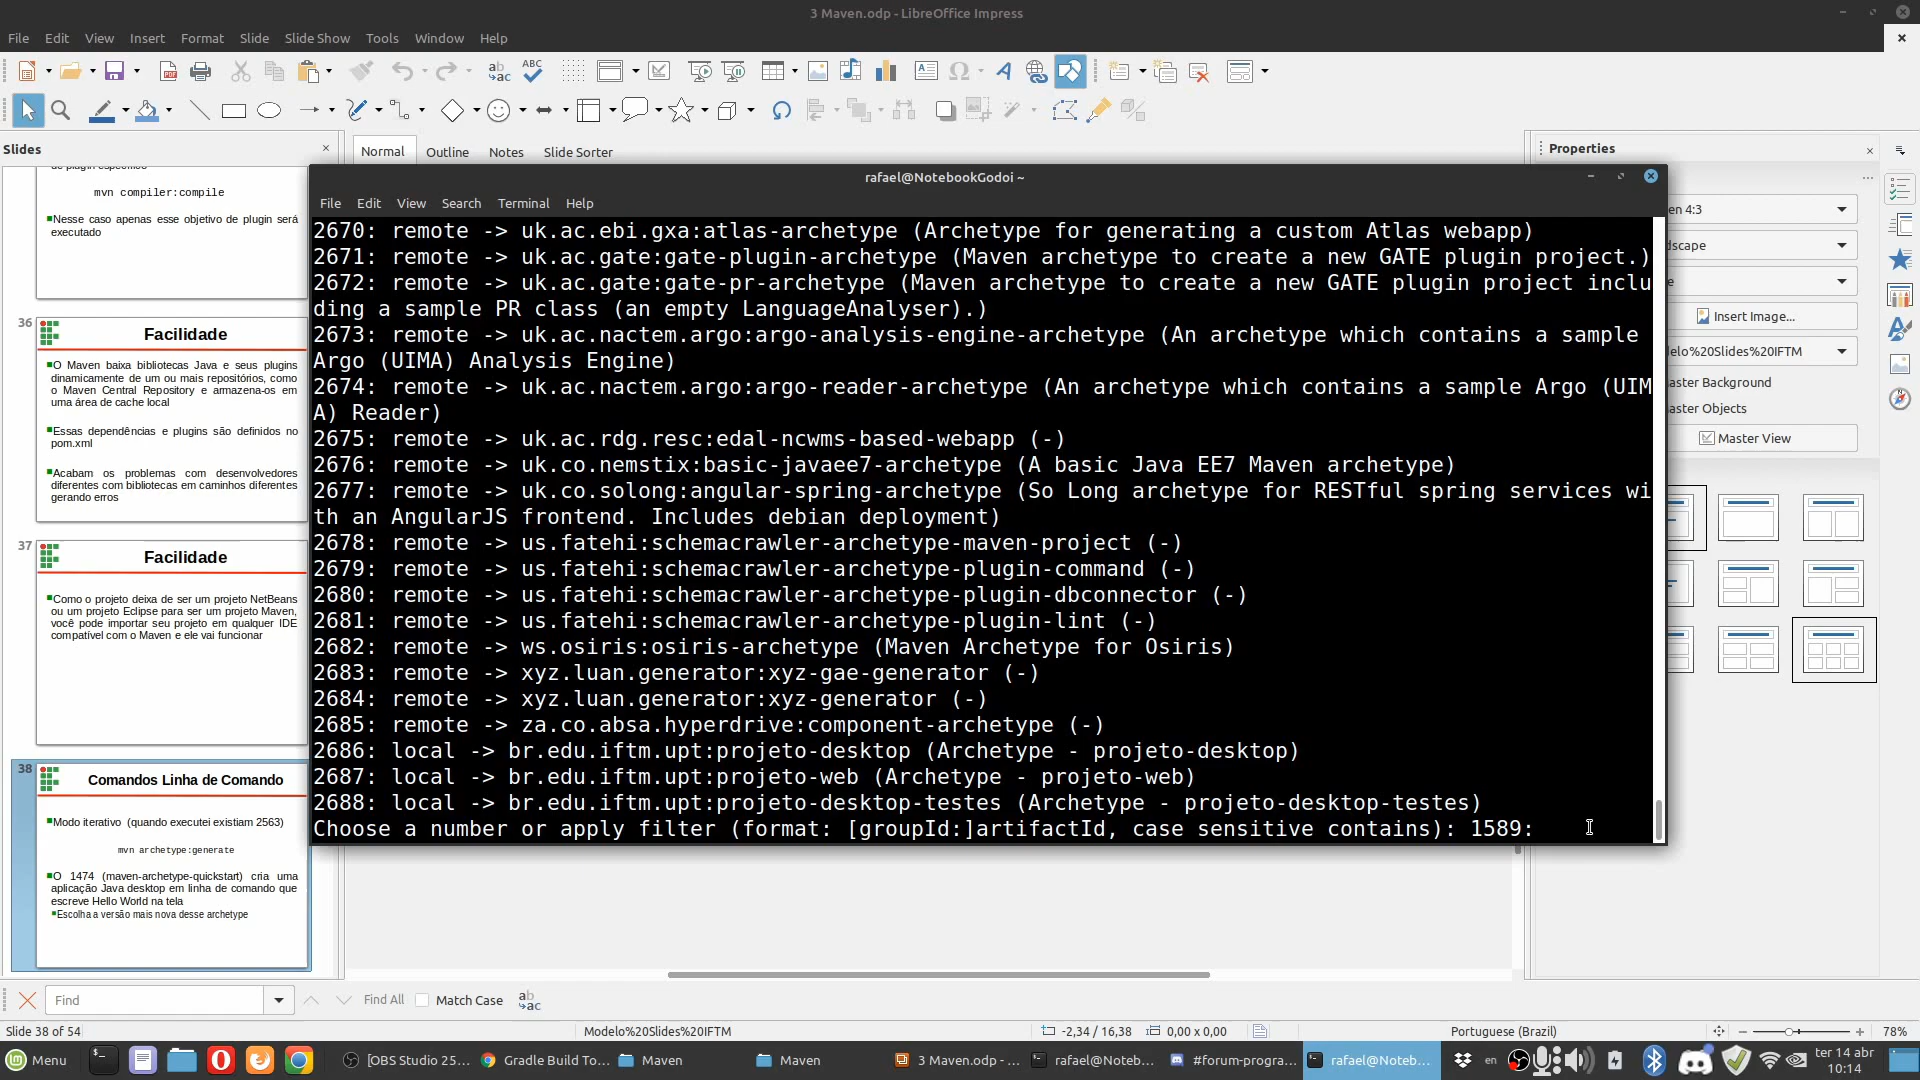 3 Maven.odp - LibreOffice Impress
File Edit View Insert Format Slide Slide Show Tools Window Help
Slides
Normal Outline Notes Slide Sorter
Properties
mvn compiler:compile
Nesse caso apenas esse objetivo de plugin será
executado
36
Facilidade
O Maven baixa bibliotecas Java e seus plugins
dinamicamente de um ou mais repositórios, como
o Maven Central Repository e armazena-os em
uma área de cache local
Essas dependências e plugins são definidos no
pom.xml
Acabam os problemas com desenvolvedores
diferentes com bibliotecas em caminhos diferentes
gerando erros
37
Facilidade
Como o projeto deixa de ser um projeto NetBeans
ou um projeto Eclipse para ser um projeto Maven,
você pode importar seu projeto em qualquer IDE
compatível com o Maven e ele vai funcionar
38
Comandos Linha de Comando
Modo iterativo (quando executei existiam 2563)
mvn archetype:generate
O 1474 (maven-archetype-quickstart) cria uma
aplicação Java desktop em linha de comando que
escreve Hello World na tela
Escolha a versão mais nova desse archetype
rafael@NotebookGodoi ~
File Edit View Search Terminal Help
2670: remote -> uk.ac.ebi.gxa:atlas-archetype (Archetype for generating a custom Atlas webapp)
2671: remote -> uk.ac.gate:gate-plugin-archetype (Maven archetype to create a new GATE plugin project.)
2672: remote -> uk.ac.gate:gate-pr-archetype (Maven archetype to create a new GATE plugin project inclu
ding a sample PR class (an empty LanguageAnalyser).)
2673: remote -> uk.ac.nactem.argo:argo-analysis-engine-archetype (An archetype which contains a sample
Argo (UIMA) Analysis Engine)
2674: remote -> uk.ac.nactem.argo:argo-reader-archetype (An archetype which contains a sample Argo (UIM
A) Reader)
2675: remote -> uk.ac.rdg.resc:edal-ncwms-based-webapp (-)
2676: remote -> uk.co.nemstix:basic-javaee7-archetype (A basic Java EE7 Maven archetype)
2677: remote -> uk.co.solong:angular-spring-archetype (So Long archetype for RESTful spring services wi
th an AngularJS frontend. Includes debian deployment)
2678: remote -> us.fatehi:schemacrawler-archetype-maven-project (-)
2679: remote -> us.fatehi:schemacrawler-archetype-plugin-command (-)
2680: remote -> us.fatehi:schemacrawler-archetype-plugin-dbconnector (-)
2681: remote -> us.fatehi:schemacrawler-archetype-plugin-lint (-)
2682: remote -> ws.osiris:osiris-archetype (Maven Archetype for Osiris)
2683: remote -> xyz.luan.generator:xyz-gae-generator (-)
2684: remote -> xyz.luan.generator:xyz-generator (-)
2685: remote -> za.co.absa.hyperdrive:component-archetype (-)
2686: local -> br.edu.iftm.upt:projeto-desktop (Archetype - projeto-desktop)
2687: local -> br.edu.iftm.upt:projeto-web (Archetype - projeto-web)
2688: local -> br.edu.iftm.upt:projeto-desktop-testes (Archetype - projeto-desktop-testes)
Choose a number or apply filter (format: [groupId:]artifactId, case sensitive contains): 1589:
en 4:3
dscape
e
Insert Image...
delo%20Slides%20IFTM
aster Background
aster Objects
Master View
Find Find All Match Case
Slide 38 of 54 Modelo%20Slides%20IFTM -2,34 / 16,38 0,00 x 0,00 Portuguese (Brazil) 78%
Menu [OBS Studio 25... Gradle Build To... Maven Maven 3 Maven.odp - ... rafael@Noteb... #forum-progra... rafael@Noteb... en ter 14 abr
10:14